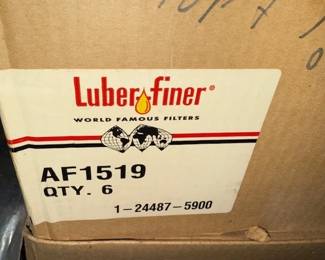 Luber-finer®
WORLD FAMOUS FILTERS
AF1519
QTY. 6
1-24487-5900